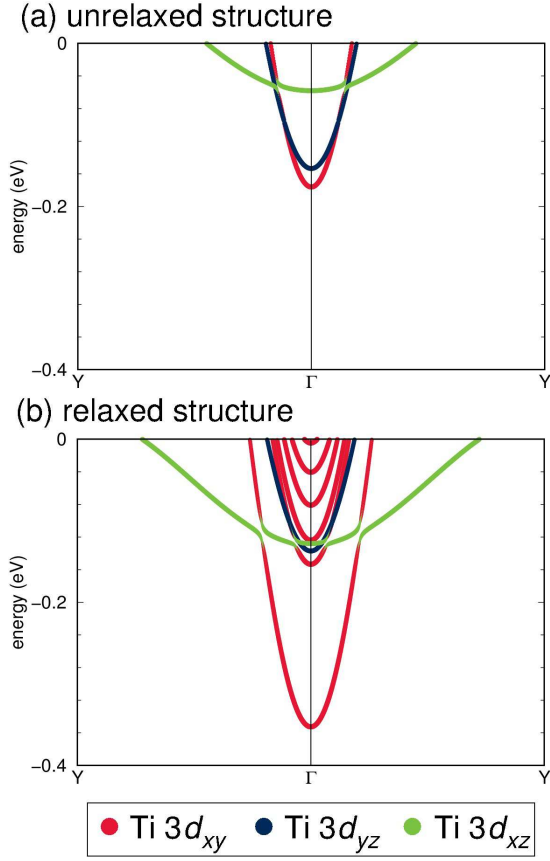 (a) unrelaxed structure
0
−0.2
−0.4
energy (eV)
Y Γ Y
(b) relaxed structure
0
−0.2
−0.4
energy (eV)
Y Γ Y
Ti 3dxy Ti 3dyz Ti 3dxz